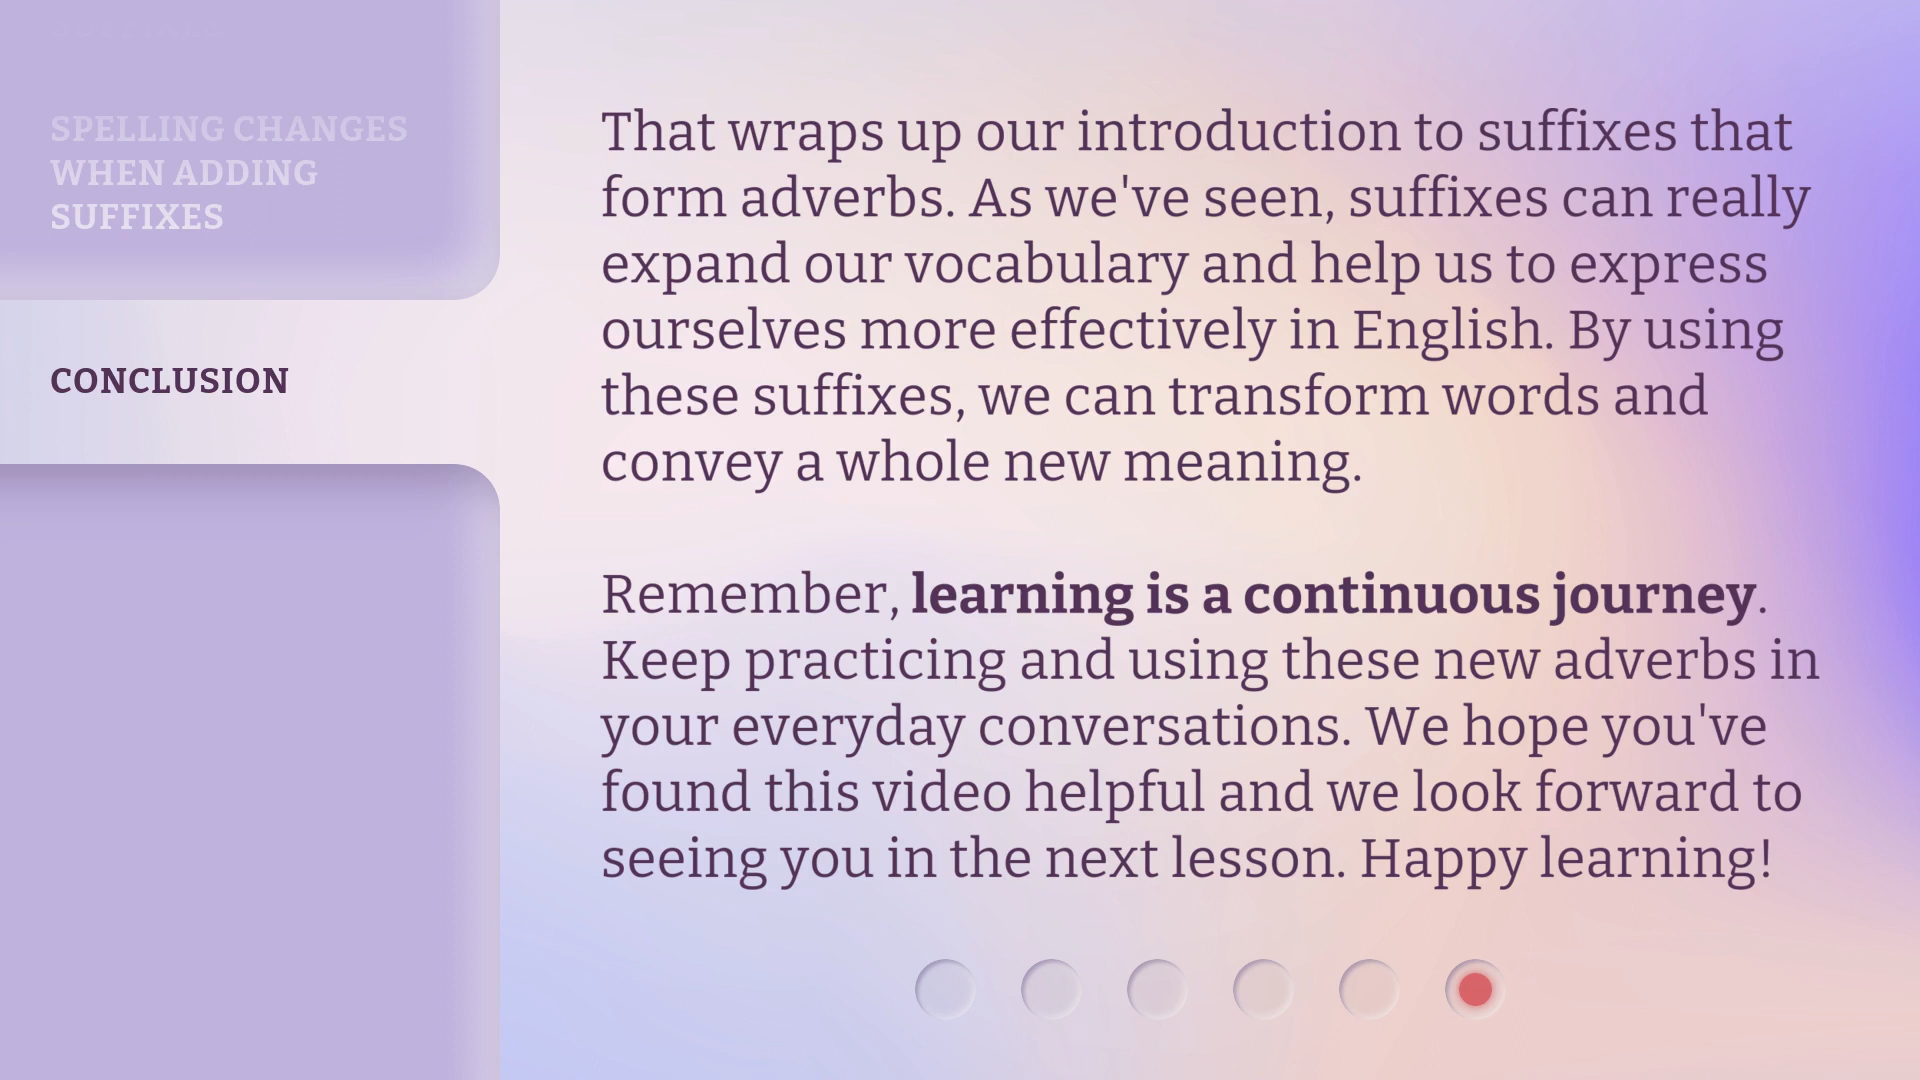 SPELLING CHANGES
WHEN ADDING
SUFFIXES
CONCLUSION
That wraps up our introduction to suffixes that
form adverbs. As we've seen, suffixes can really
expand our vocabulary and help us to express
ourselves more effectively in English. By using
these suffixes, we can transform words and
convey a whole new meaning.
Remember, learning is a continuous journey.
Keep practicing and using these new adverbs in
your everyday conversations. We hope you've
found this video helpful and we look forward to
seeing you in the next lesson. Happy learning!